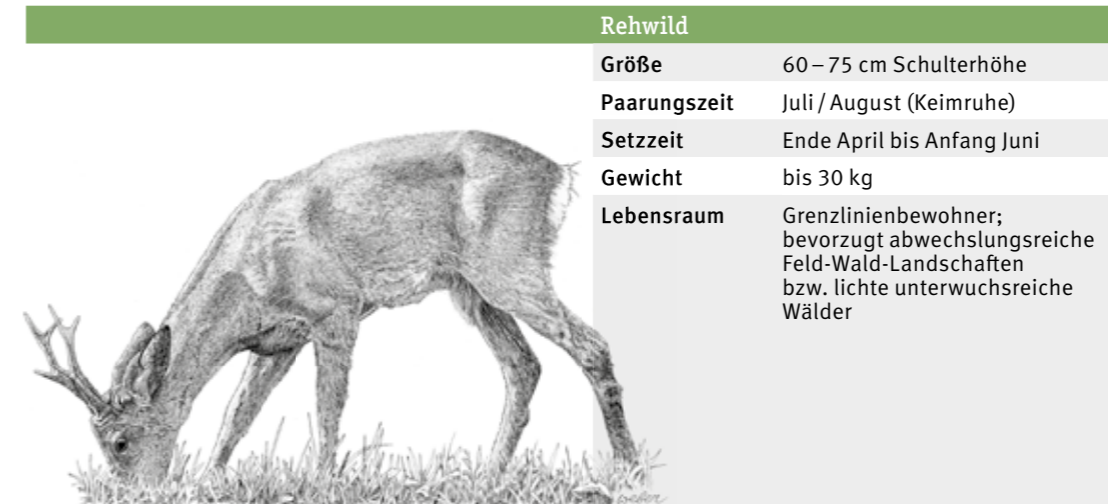 Rehwild
Größe 60 – 75 cm Schulterhöhe
Paarungszeit Juli / August (Keimruhe)
Setzzeit Ende April bis Anfang Juni
Gewicht bis 30 kg
Lebensraum Grenzlinienbewohner;
bevorzugt abwechslungsreiche
Feld-Wald-Landschaften
bzw. lichte unterwuchsreiche
Wälder